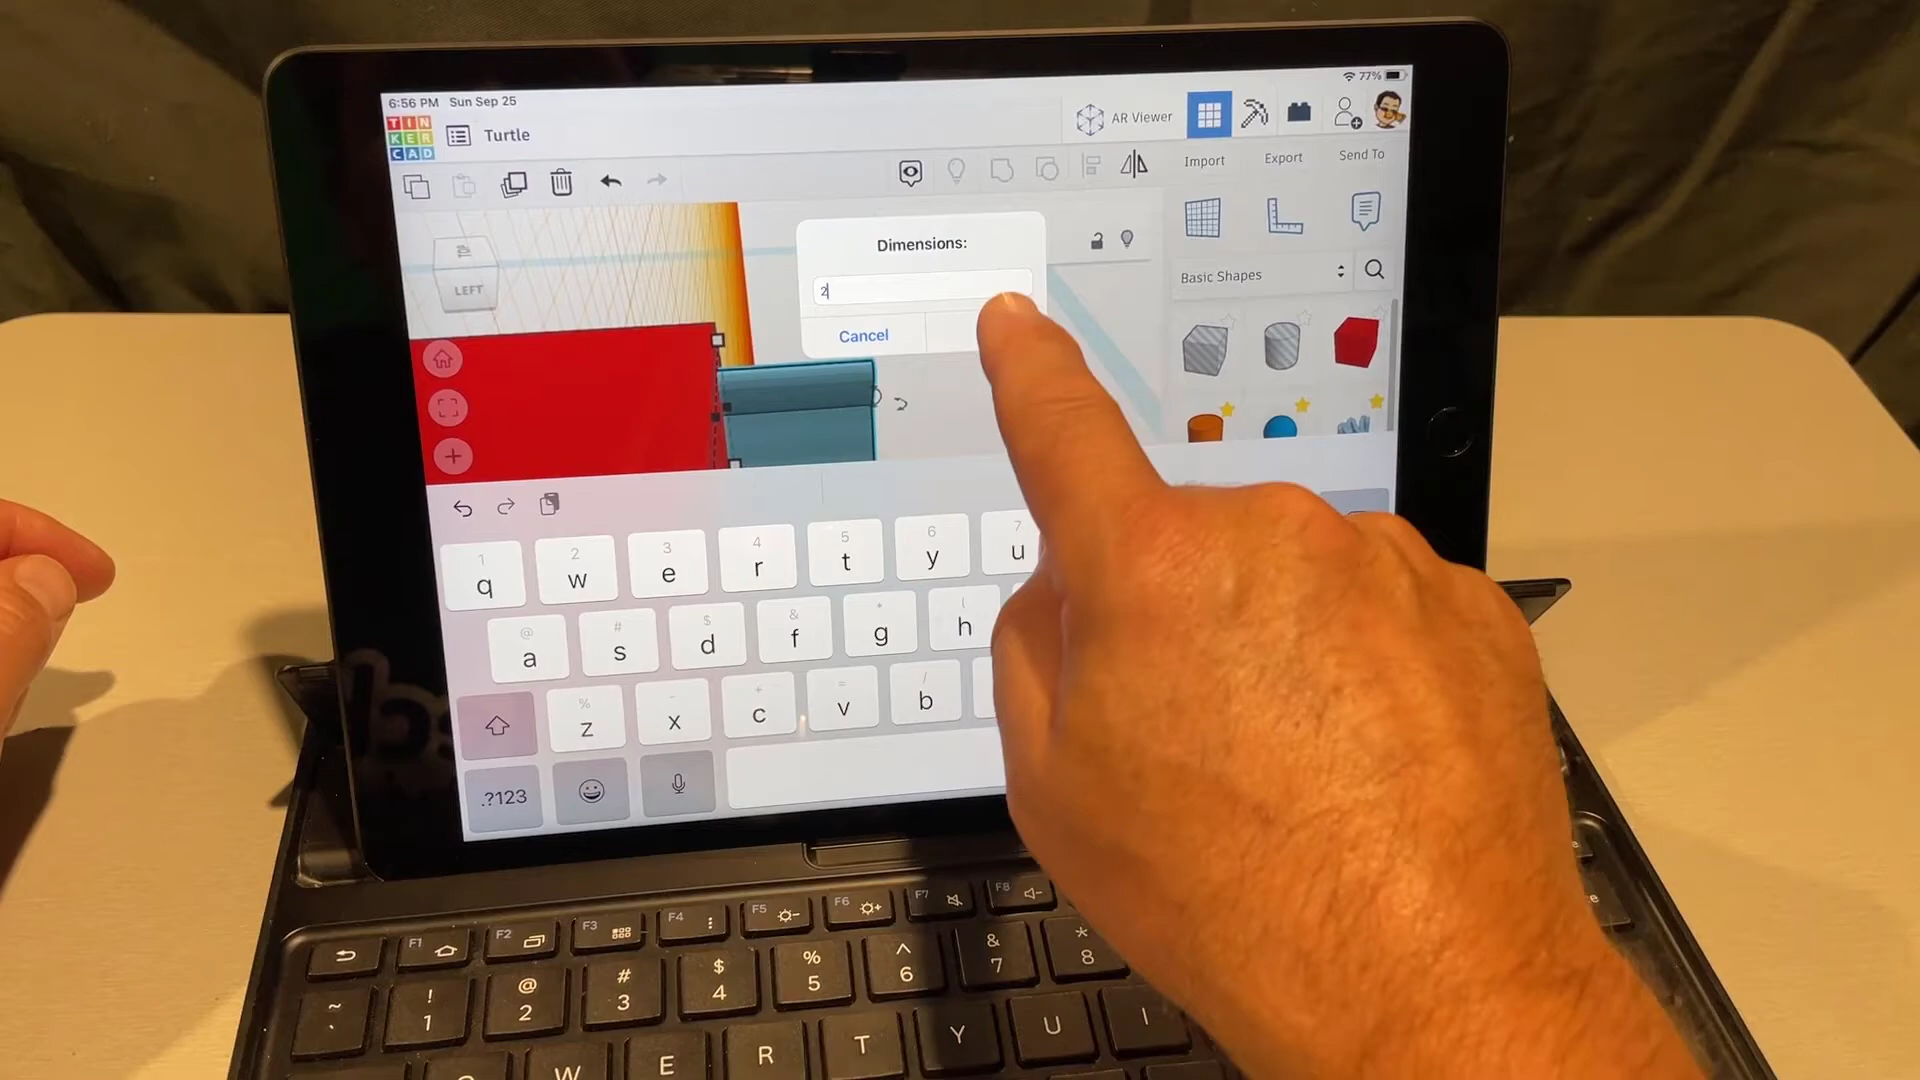 6:56 PM Sun Sep 25
77%
TIN
KER
CAD
Turtle
AR Viewer
Import Export Send To
Dimensions:
2
Cancel
LEFT
Basic Shapes
1 2 3 4 5 6 7
q w e r t y u
@ # $ & * (
a s d f g h
% - + = /
z x c v b
.?123
F1 F2 F3 F4 F5 F6 F7 F8
~ ! @ # $ % ^ & *
` 1 2 3 4 5 6 7 8
W E R T Y U I